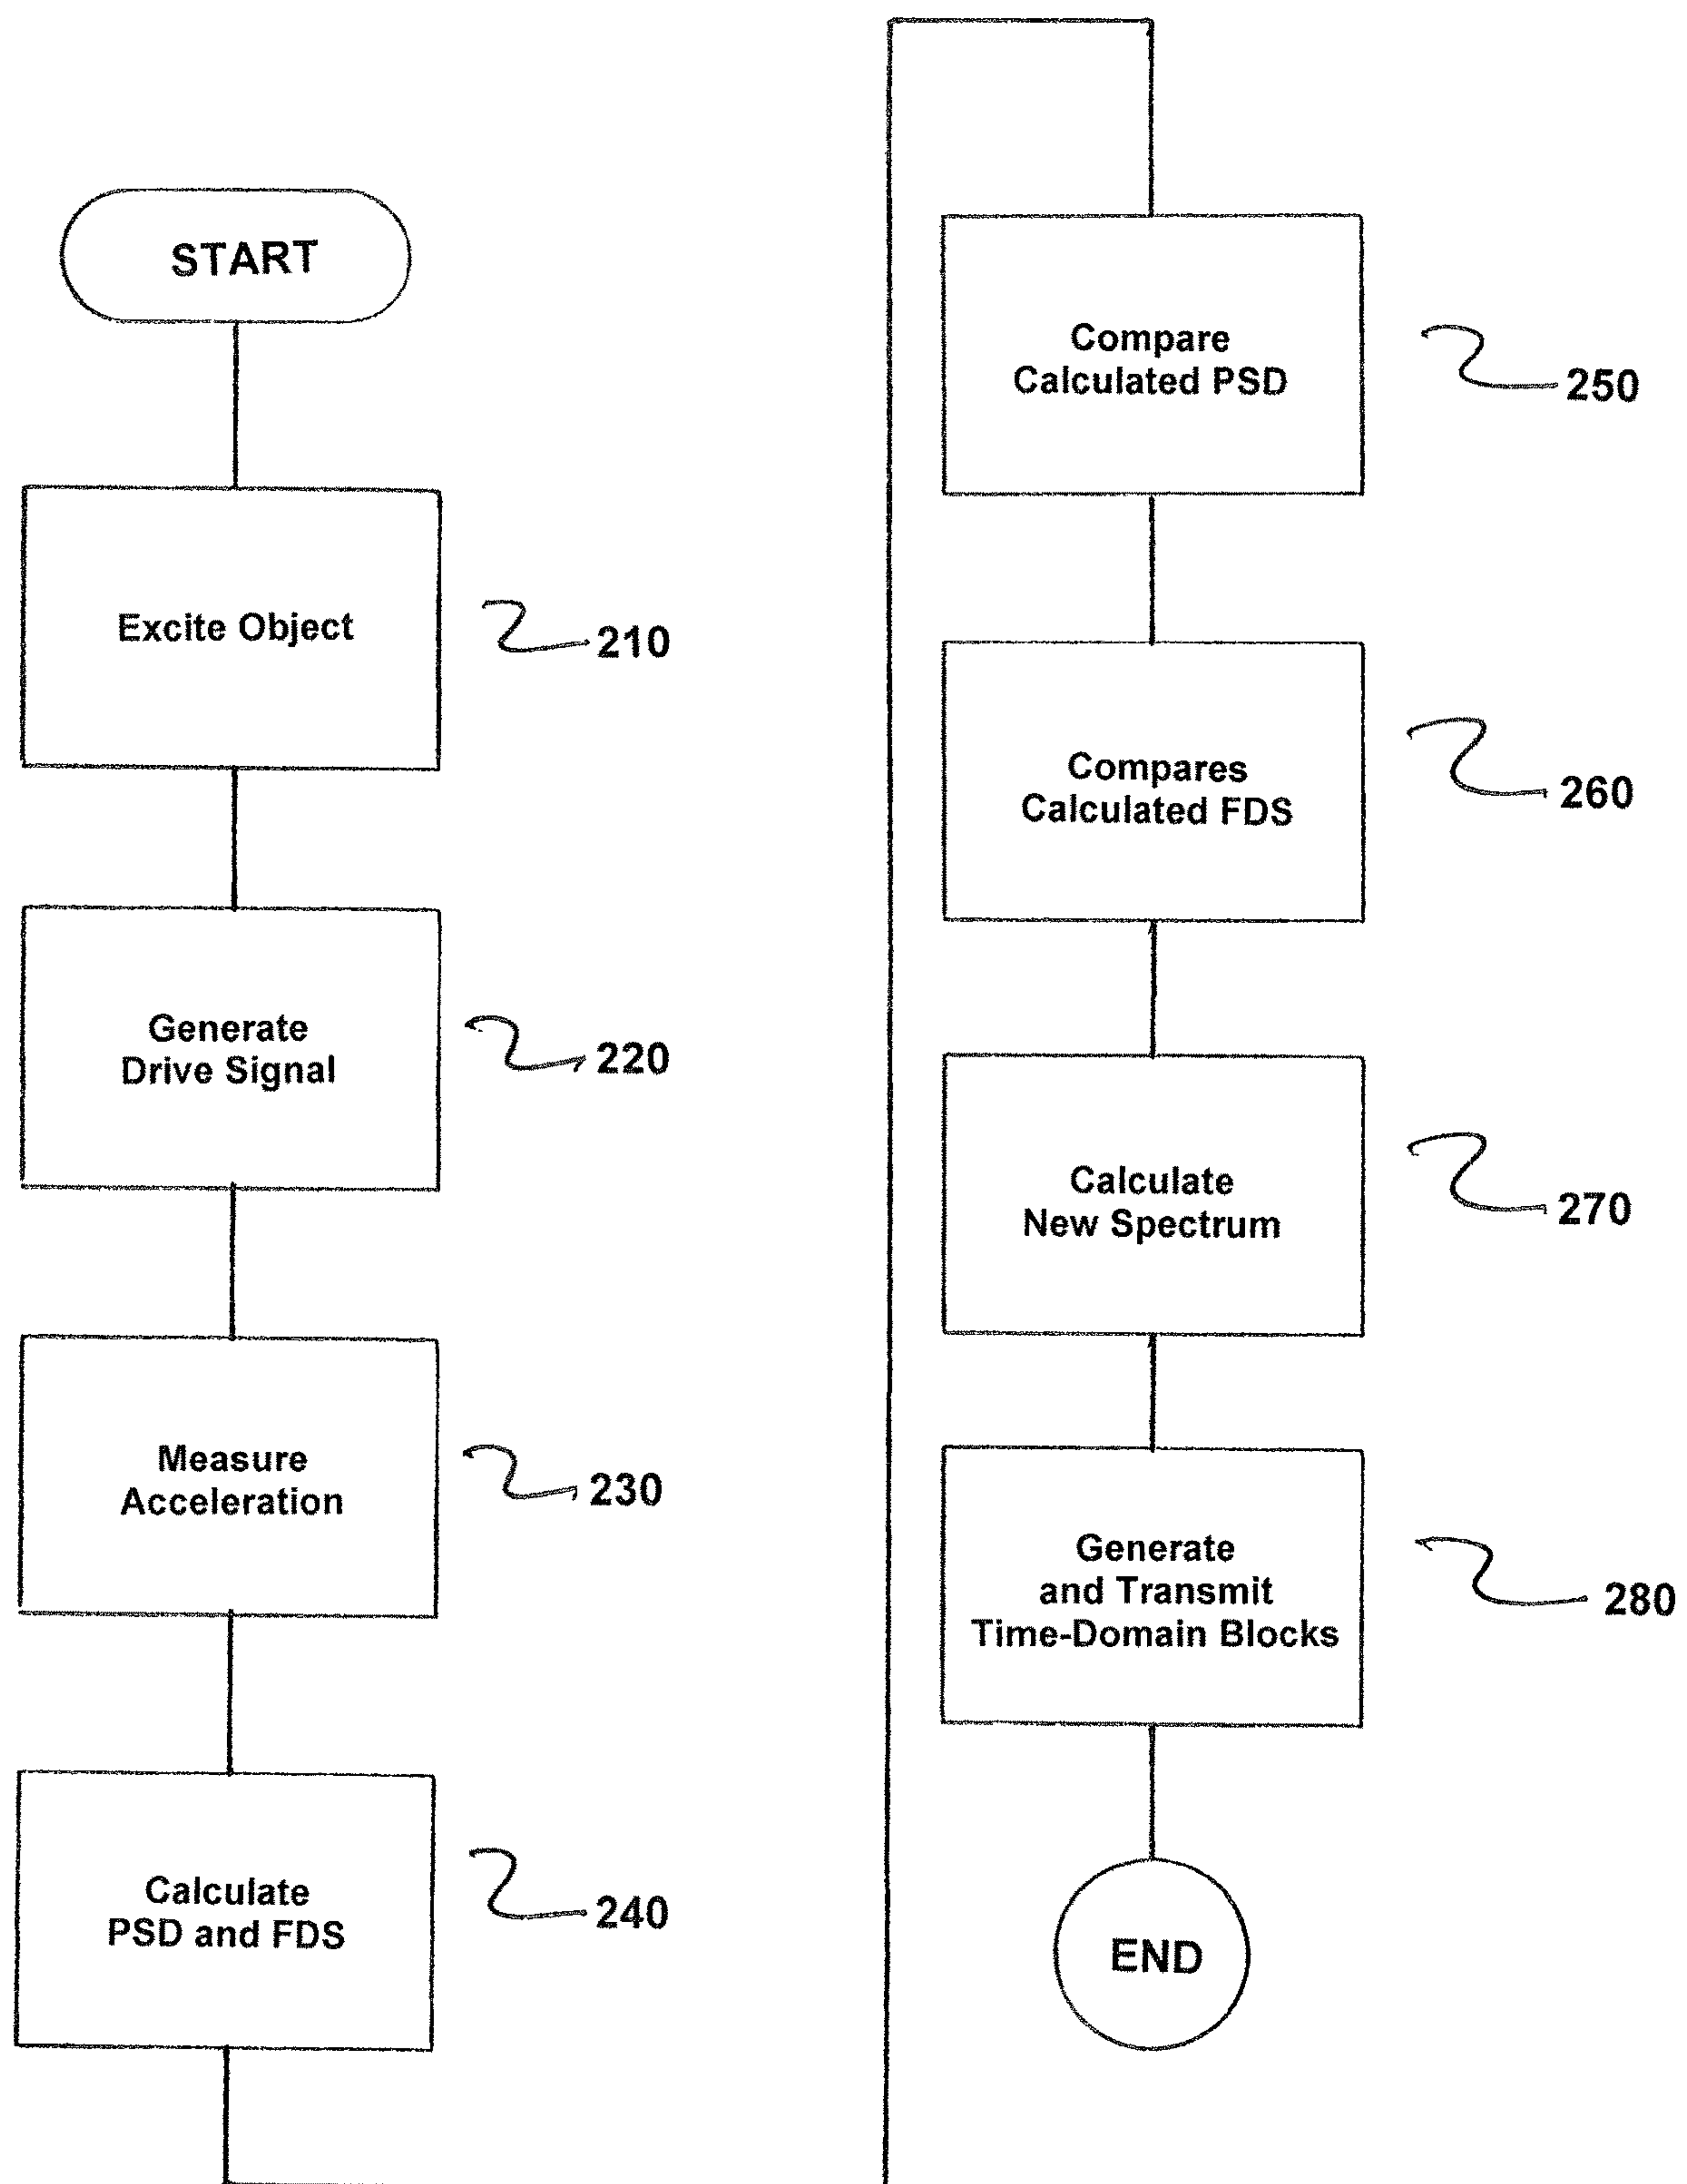 START
Excite Object
210
Generate
Drive Signal
220
Measure
Acceleration
230
Calculate
PSD and FDS
240
Compare
Calculated PSD
250
Compares
Calculated FDS
260
Calculate
New Spectrum
270
Generate
and Transmit
Time-Domain Blocks
280
END